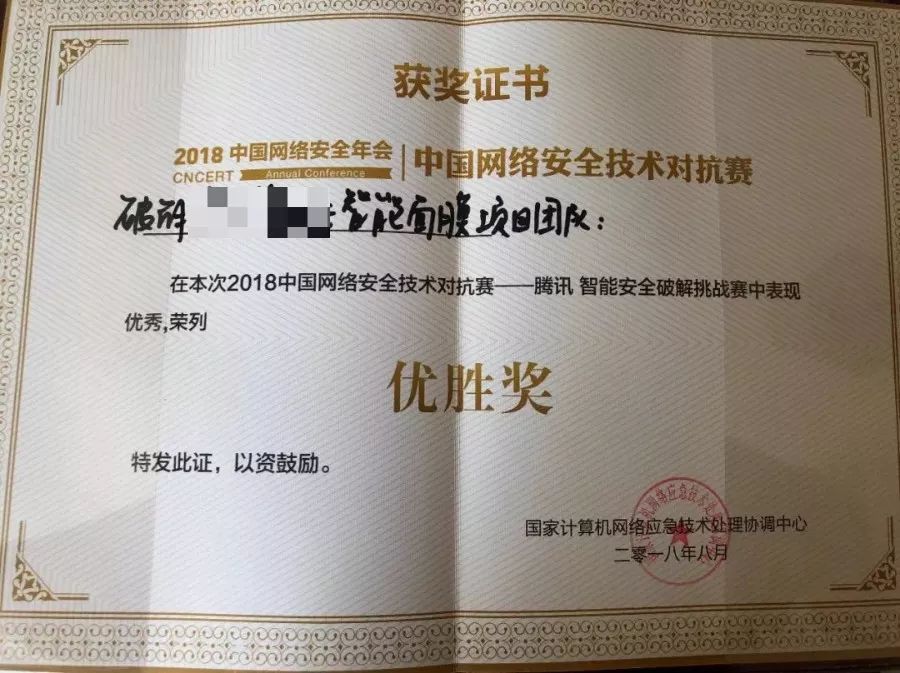 获奖证书
2018 中国网络安全年会
CNCERT Annual Conference
中国网络安全技术对抗赛
破解 智能面膜项目团队:
在本次2018中国网络安全技术对抗赛——腾讯 智能安全破解挑战赛中表现
优秀,荣列
优胜奖
特发此证，以资鼓励。
国家计算机网络应急技术处理协调中心
二零一八年八月